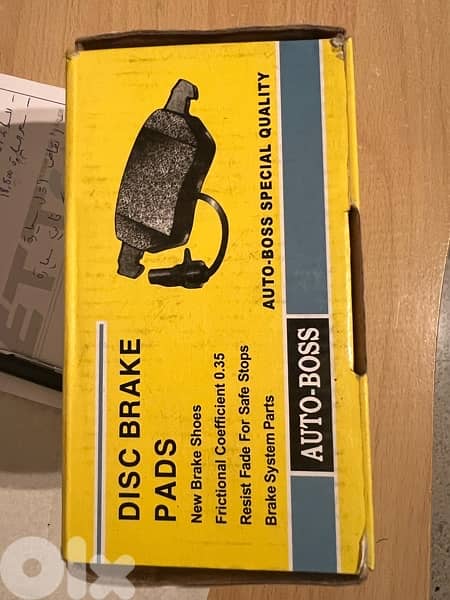 DISC BRAKE
PADS
New Brake Shoes
Frictional Coefficient 0.35
Resist Fade For Safe Stops
Brake System Parts
AUTO-BOSS SPECIAL QUALITY
AUTO-BOSS
olx